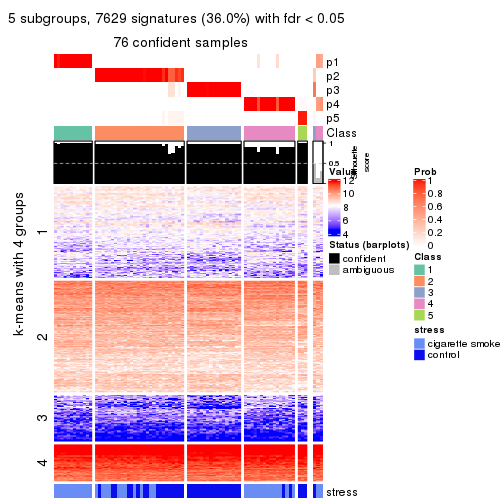 5 subgroups, 7629 signatures (36.0%) with fdr < 0.05
76 confident samples
p1
p2
p3
p4
p5
Class
1
0.5
silhouette
score
k-means with 4 groups
1
2
3
4
stress
Value
12
10
8
6
4
Status (barplots)
confident
ambiguous
Prob
1
0.8
0.6
0.4
0.2
0
Class
1
2
3
4
5
stress
cigarette smoke
control